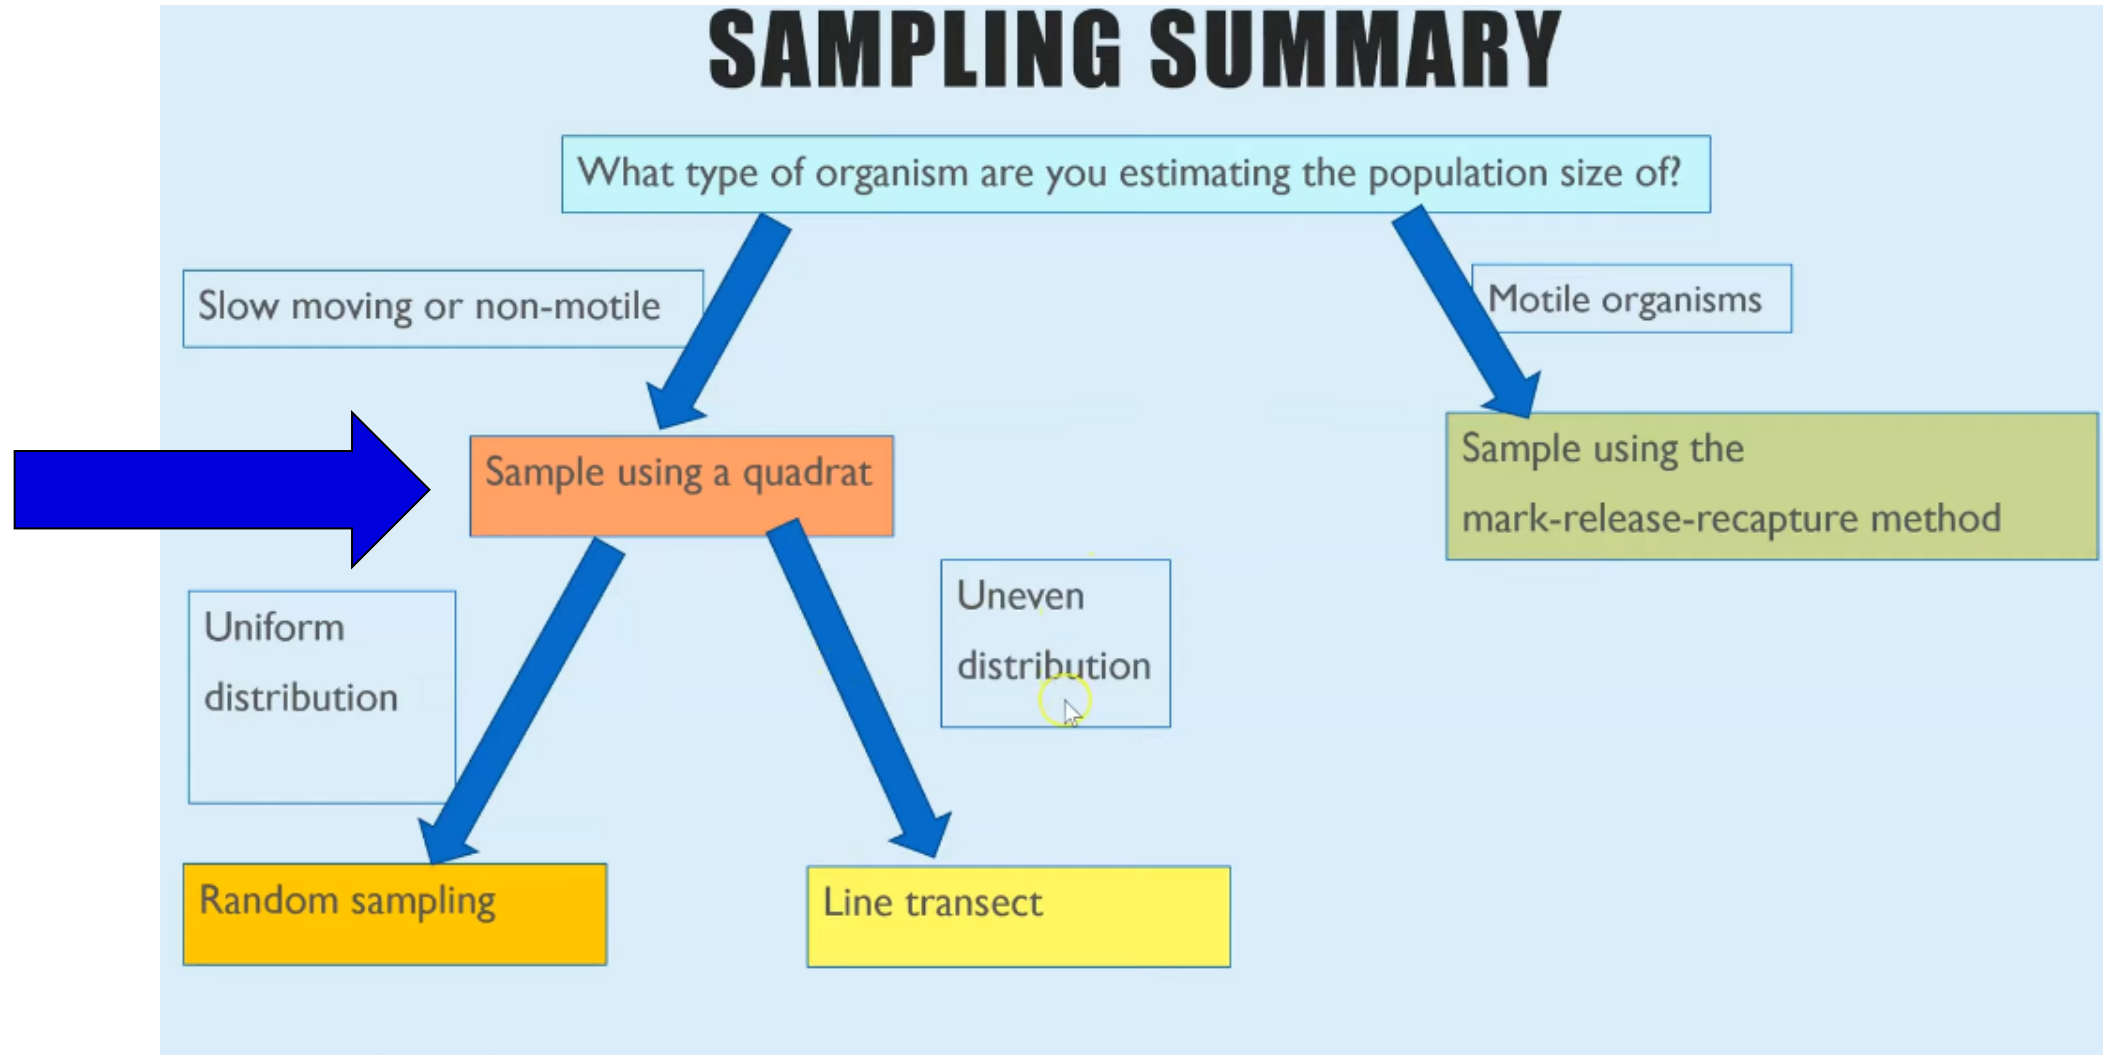 SAMPLING SUMMARY
What type of organism are you estimating the population size of?
Slow moving or non-motile
Motile organisms
Sample using a quadrat
Sample using the
mark-release-recapture method
Uniform
distribution
Uneven
distribution
Random sampling
Line transect